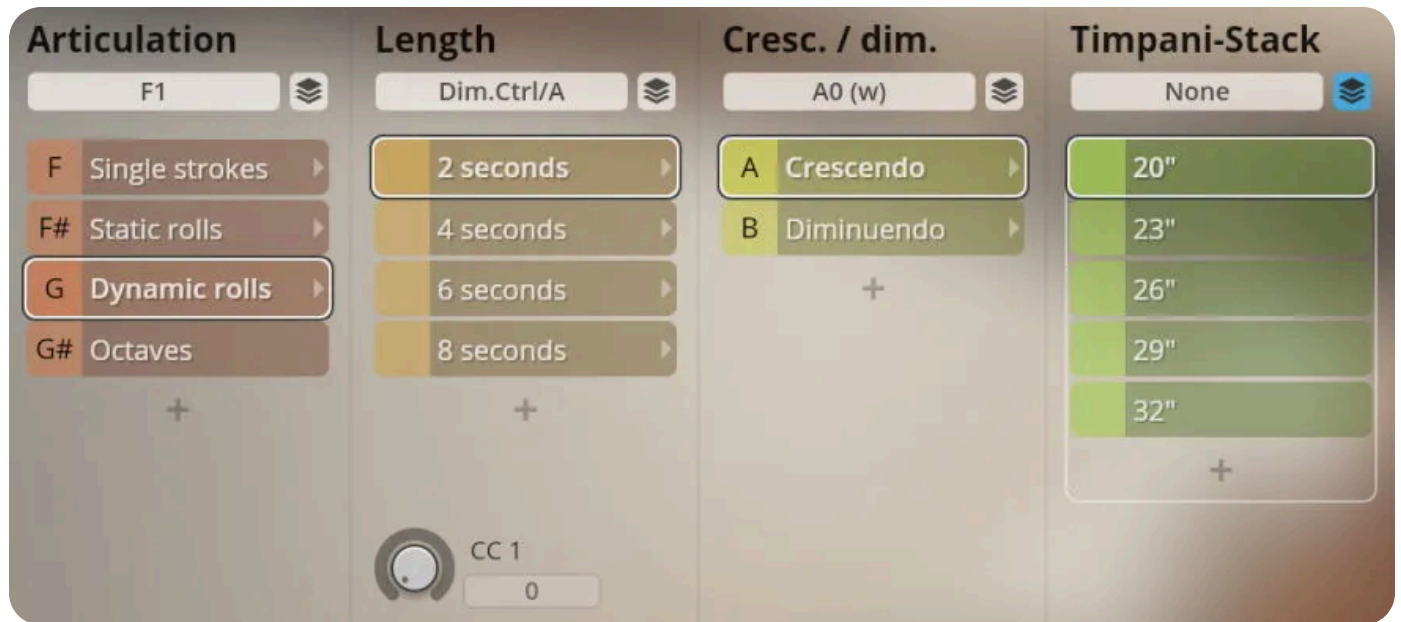 Articulation
F1
F Single strokes
F# Static rolls
G Dynamic rolls
G# Octaves
+
Length
Dim.Ctrl/A
2 seconds
4 seconds
6 seconds
8 seconds
+
CC 1
0
Cresc. / dim.
A0 (w)
A Crescendo
B Diminuendo
+
Timpani-Stack
None
20"
23"
26"
29"
32"
+